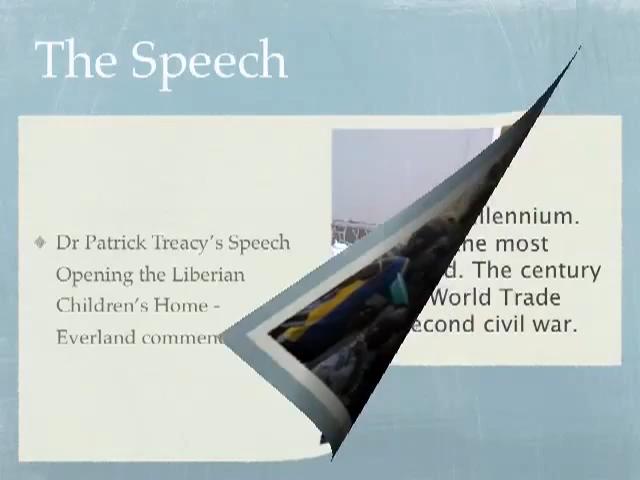 The Speech
Dr Patrick Treacy's Speech
Opening the Liberian
Children's Home -
Everland
llennium.
he most
d. The century
World Trade
econd civil war.